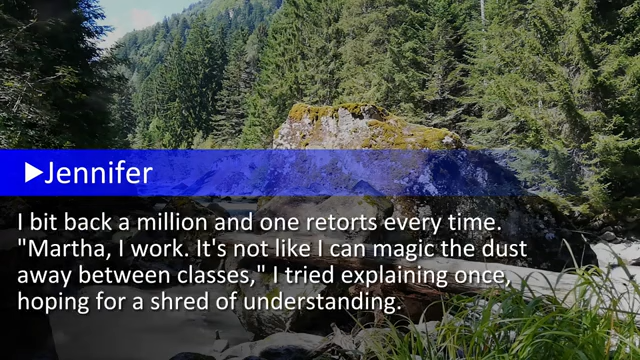 ▶Jennifer
I bit back a million and one retorts every time.
"Martha, I work. It's not like I can magic the dust
away between classes," I tried explaining once,
hoping for a shred of understanding.